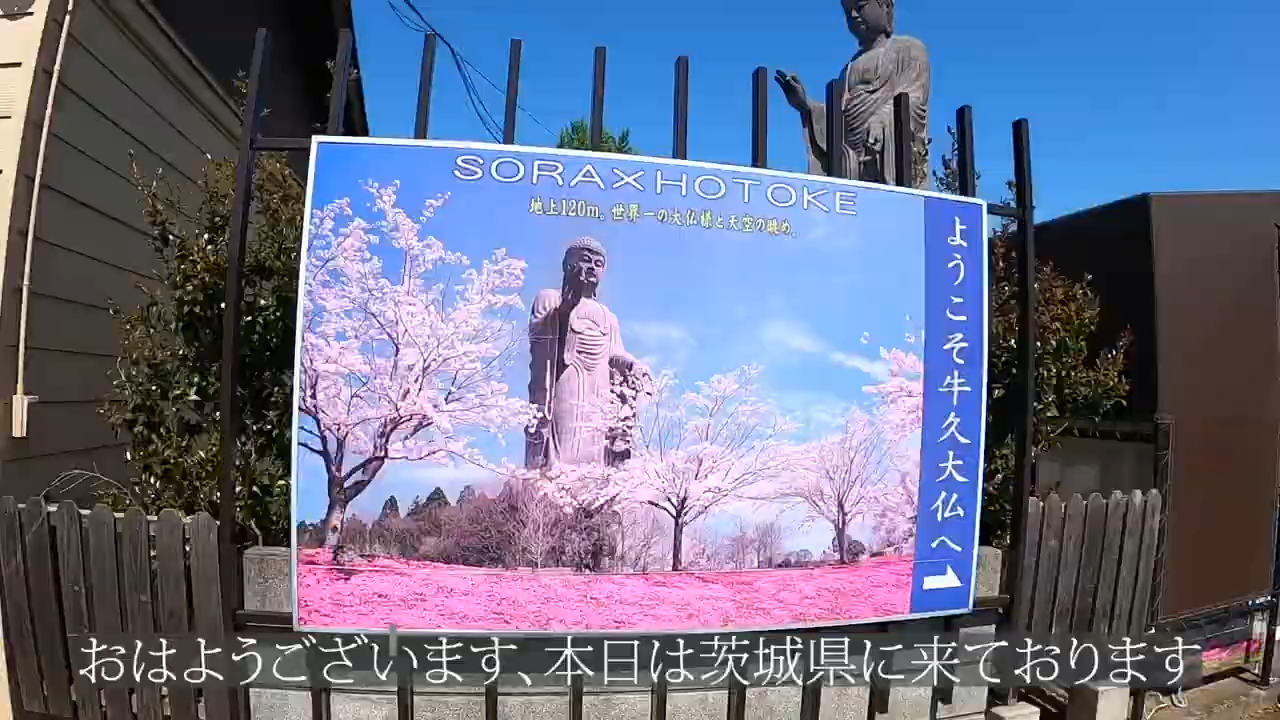 SORA×HOTOKE
地上120m。世界一の大仏様と天空の眺め。
ようこそ牛久大仏へ
おはようございます、本日は茨城県に来ております